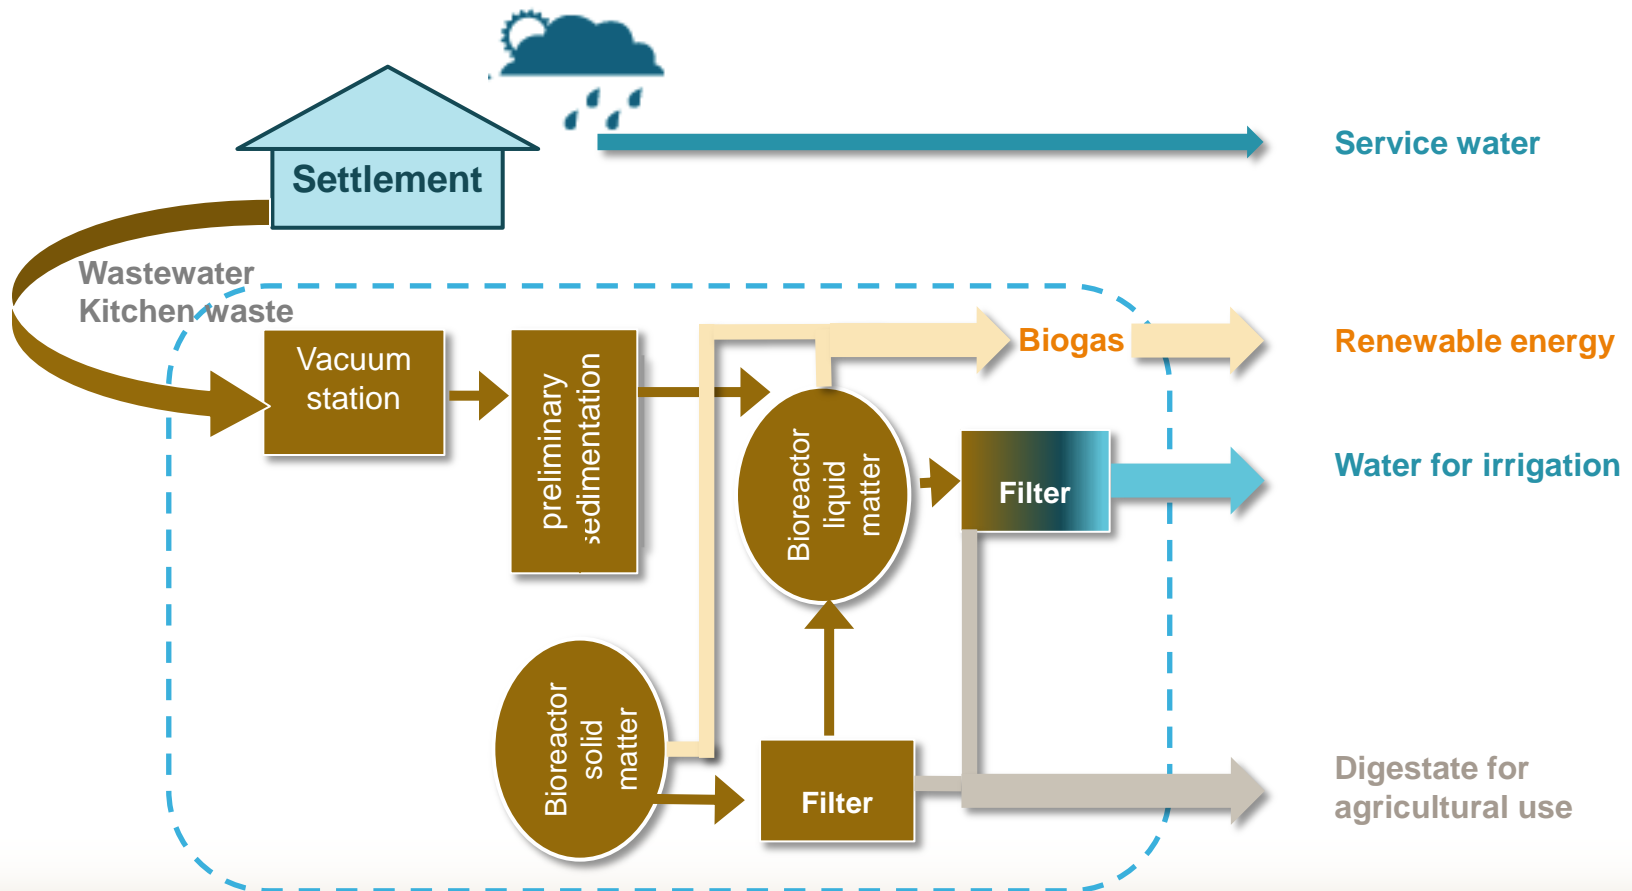 Service water
Settlement
Wastewater
Kitchen waste
Vacuum
station
preliminary
sedimentation
Biogas
Renewable energy
Bioreactor
liquid
matter
Filter
Water for irrigation
Bioreactor
solid
matter
Filter
Digestate for
agricultural use